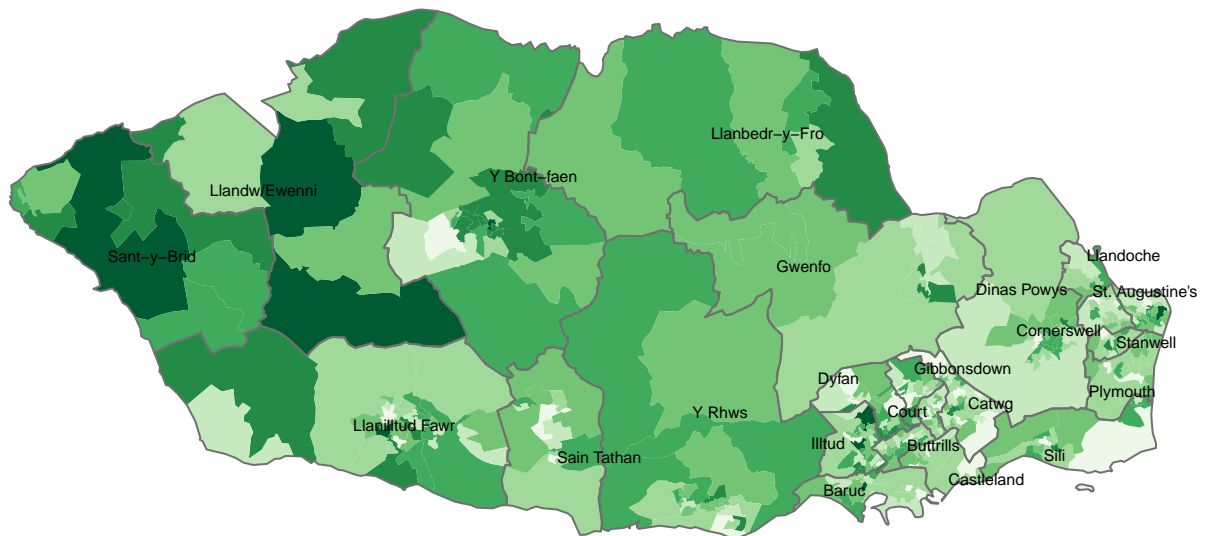 Llanbedr−y−Fro
Y Bont−faen
Llandw/Ewenni
Sant−y−Brid
Llandoche
Gwenfo
Dinas Powys
St. Augustine's
Cornerswell
Stanwell
Gibbonsdown
Dyfan
Plymouth
Catwg
Court
Y Rhws
Llanilltud Fawr
Illtud
Buttrills
Sili
Sain Tathan
Castleland
Baruc